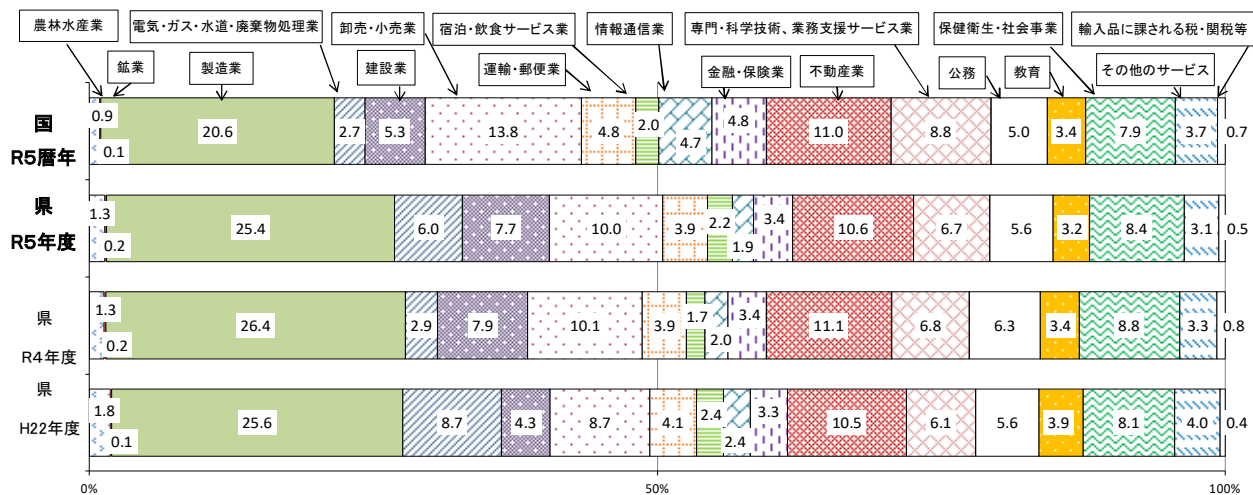 農林水産業
電気・ガス・水道・廃棄物処理業
卸売・小売業
宿泊・飲食サービス業
情報通信業
専門・科学技術、業務支援サービス業
保健衛生・社会事業
輸入品に課される税・関税等
鉱業
製造業
建設業
運輸・郵便業
金融・保険業
不動産業
公務
教育
その他のサービス
国
R5暦年
0.9
0.1
20.6
2.7
5.3
13.8
4.8
2.0
4.7
4.8
11.0
8.8
5.0
3.4
7.9
3.7
0.7
県
R5年度
1.3
0.2
25.4
6.0
7.7
10.0
3.9
2.2
1.9
3.4
10.6
6.7
5.6
3.2
8.4
3.1
0.5
県
R4年度
1.3
0.2
26.4
2.9
7.9
10.1
3.9
1.7
2.0
3.4
11.1
6.8
6.3
3.4
8.8
3.3
0.8
県
H22年度
1.8
0.1
25.6
8.7
4.3
8.7
4.1
2.4
2.4
3.3
10.5
6.1
5.6
3.9
8.1
4.0
0.4
0%
50%
100%